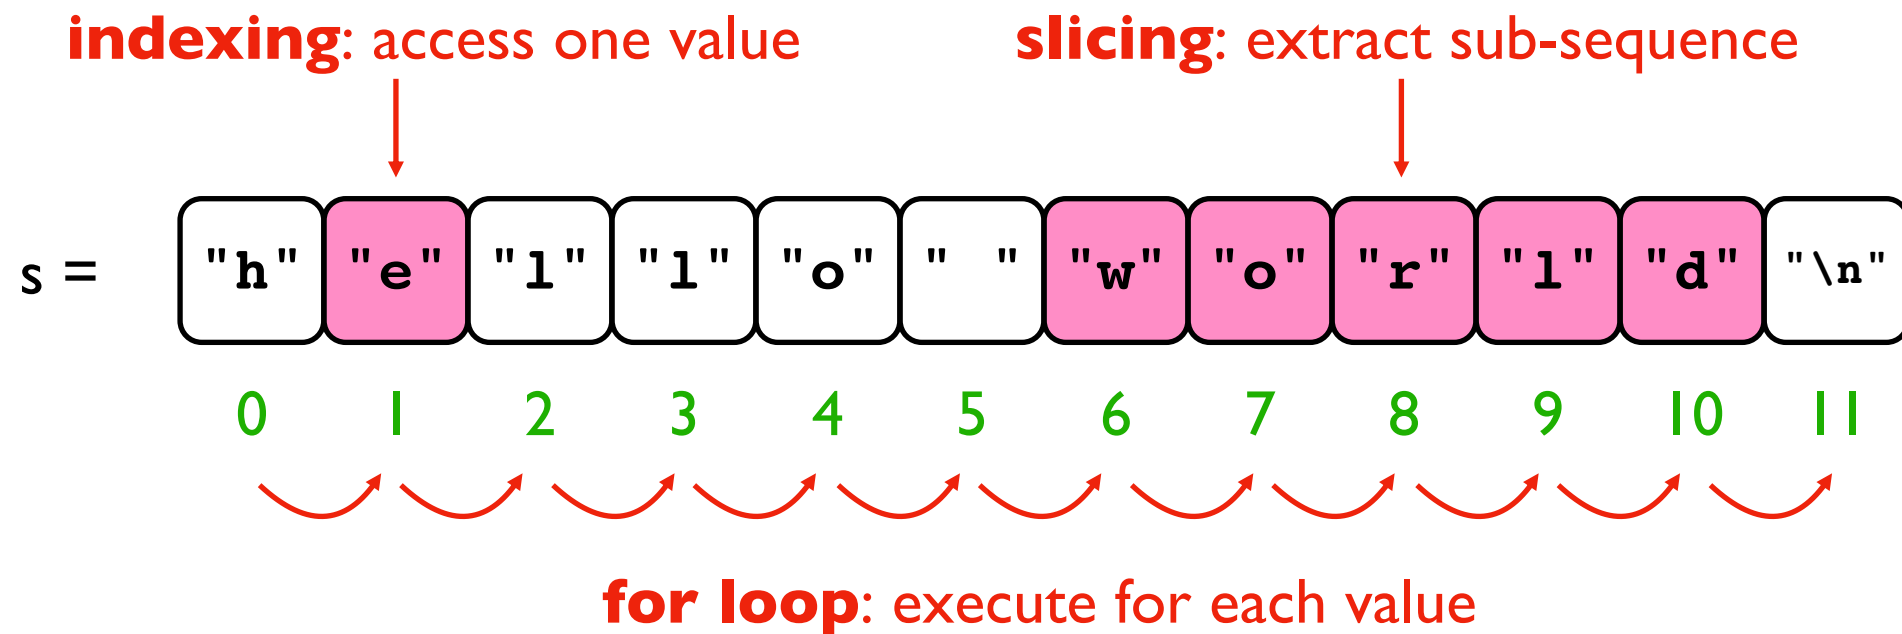 indexing: access one value slicing: extract sub-sequence
s = "h" "e" "l" "l" "o" " " "w" "o" "r" "l" "d" "\n"
0 1 2 3 4 5 6 7 8 9 10 11
for loop: execute for each value